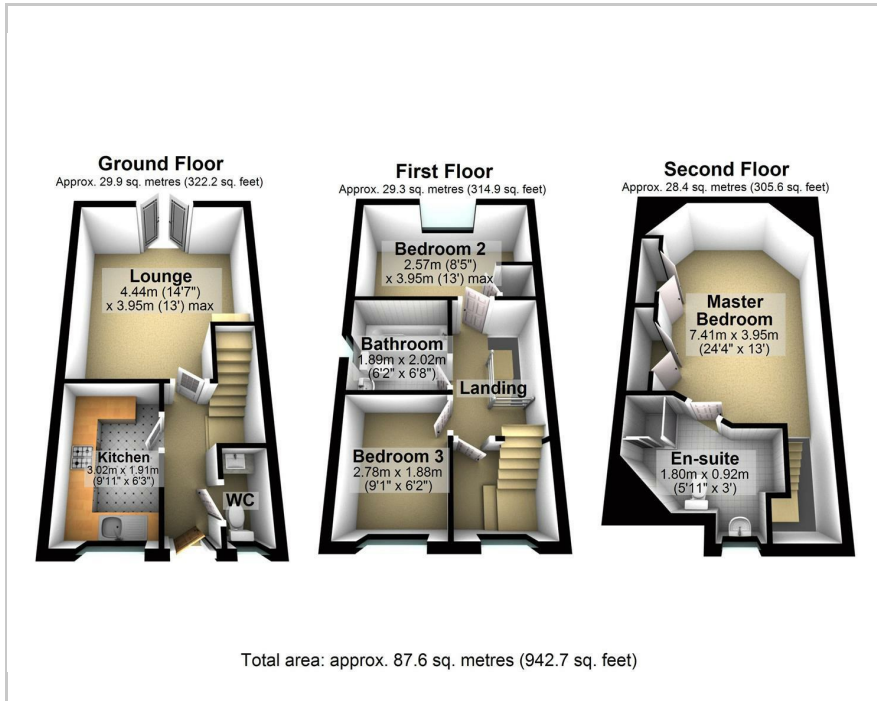 Ground Floor
Approx. 29.9 sq. metres (322.2 sq. feet)
Lounge
4.44m (14'7")
x 3.95m (13') max
Kitchen
3.02m x 1.91m
(9'11" x 6'3")
WC
First Floor
Approx. 29.3 sq. metres (314.9 sq. feet)
Bedroom 2
2.57m (8'5")
x 3.95m (13') max
Bathroom
1.89m x 2.02m
(6'2" x 6'8")
Landing
Bedroom 3
2.78m x 1.88m
(9'1" x 6'2")
Second Floor
Approx. 28.4 sq. metres (305.6 sq. feet)
Master
Bedroom
7.41m x 3.95m
(24'4" x 13')
En-suite
1.80m x 0.92m
(5'11" x 3')
Total area: approx. 87.6 sq. metres (942.7 sq. feet)